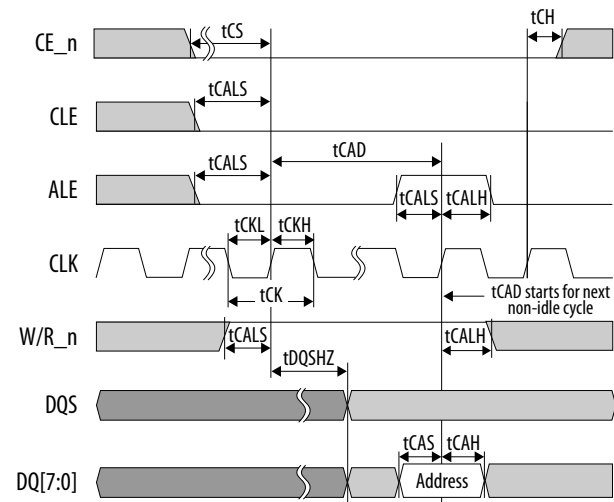 tCS
tCH
CE_n
tCALS
CLE
tCALS
tCAD
ALE
tCALS
tCALH
tCKL
tCKH
CLK
tCK
tCAD starts for next
non-idle cycle
W/R_n
tCALS
tCALH
tDQSHZ
DQS
tCAS
tCAH
DQ[7:0]
Address